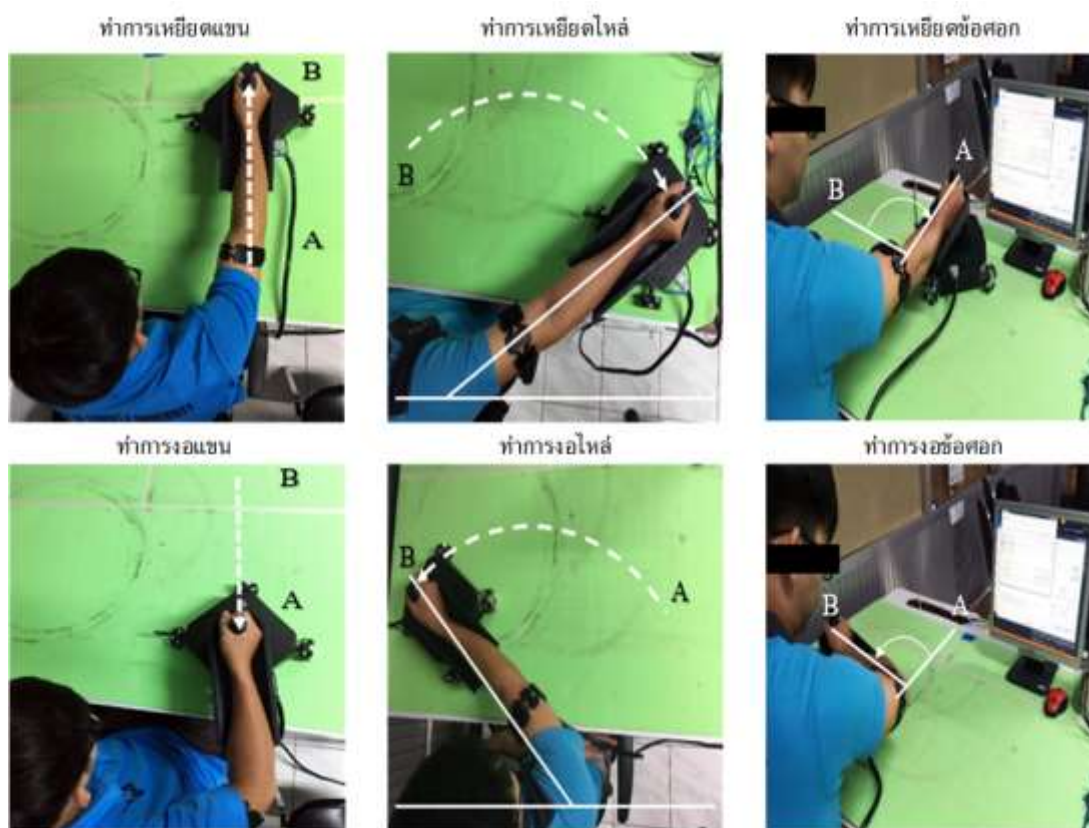 ท่าการเหยียดแขน
ท่าการเหยียดไหล่
ท่าการเหยียดข้อศอก
B
A
B
A
A
B
ท่าการงอแขน
ท่าการงอไหล่
ท่าการงอข้อศอก
B
A
B
A
B
A